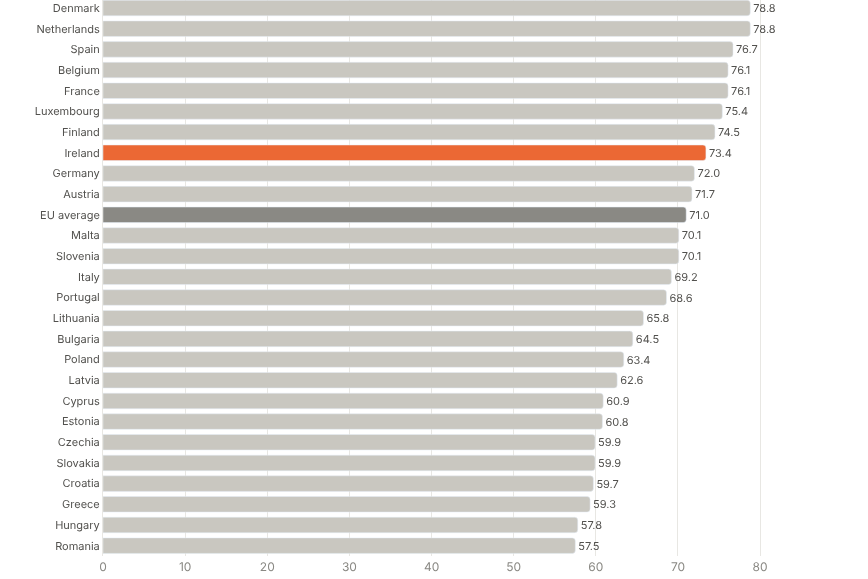 Denmark 78.8
Netherlands 78.8
Spain 76.7
Belgium 76.1
France 76.1
Luxembourg 75.4
Finland 74.5
Ireland 73.4
Germany 72.0
Austria 71.7
EU average 71.0
Malta 70.1
Slovenia 70.1
Italy 69.2
Portugal 68.6
Lithuania 65.8
Bulgaria 64.5
Poland 63.4
Latvia 62.6
Cyprus 60.9
Estonia 60.8
Czechia 59.9
Slovakia 59.9
Croatia 59.7
Greece 59.3
Hungary 57.8
Romania 57.5
0 10 20 30 40 50 60 70 80